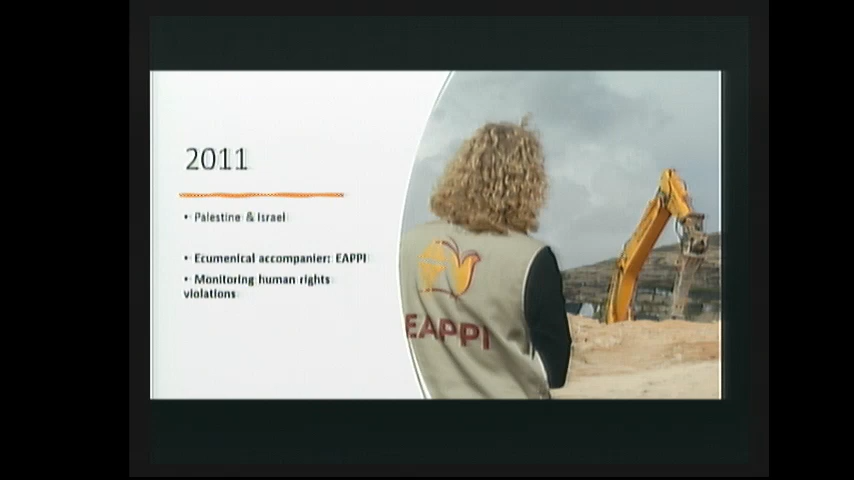 2011
• Palestine & Israel
• Ecumenical accompanier: EAPPI
• Monitoring human rights
violations
EAPPI